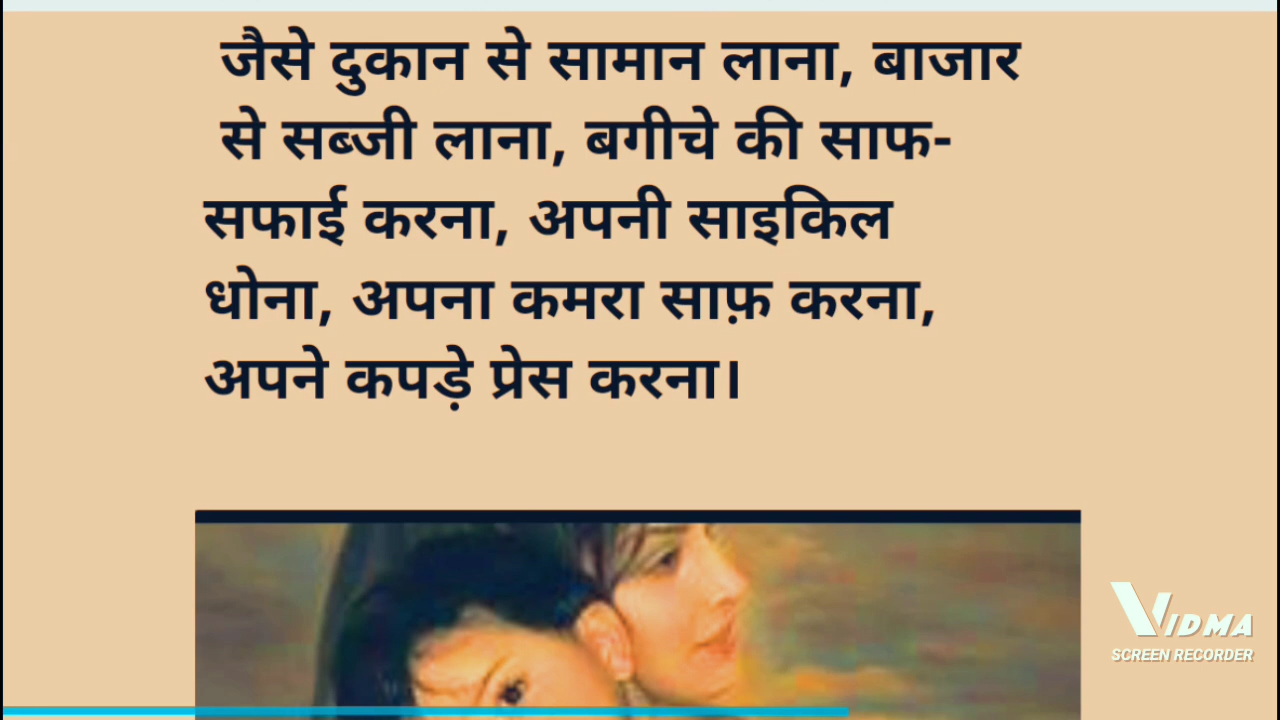 जैसे दुकान से सामान लाना, बाजार
से सब्जी लाना, बगीचे की साफ-
सफाई करना, अपनी साइकिल
धोना, अपना कमरा साफ़ करना,
अपने कपड़े प्रेस करना।
VIDMA
SCREEN RECORDER